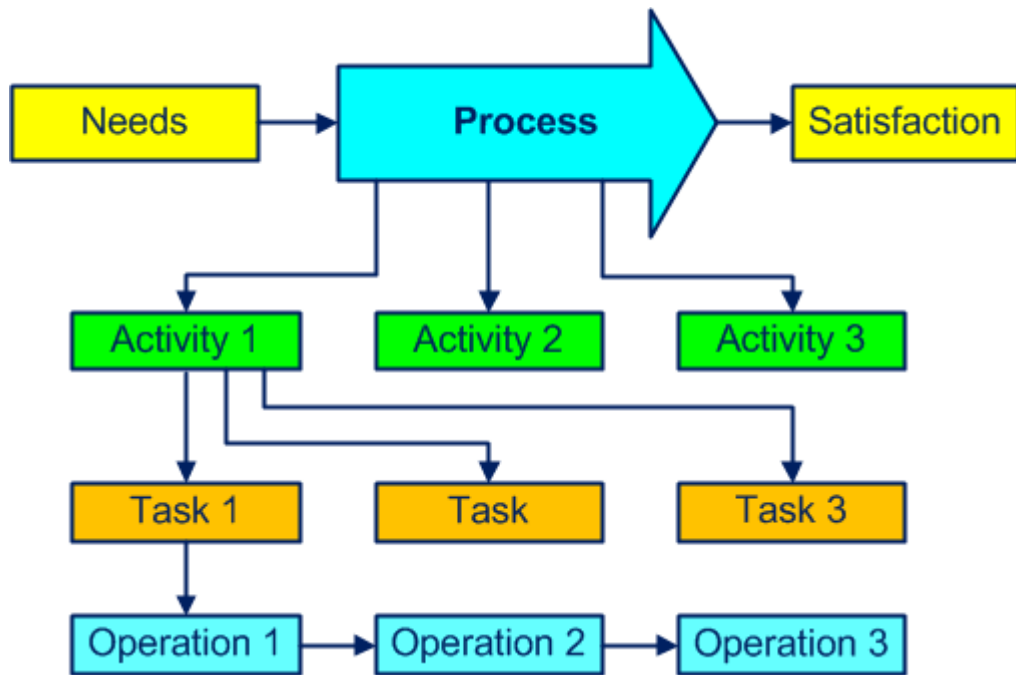 Needs
Process
Satisfaction
Activity 1
Activity 2
Activity 3
Task 1
Task
Task 3
Operation 1
Operation 2
Operation 3